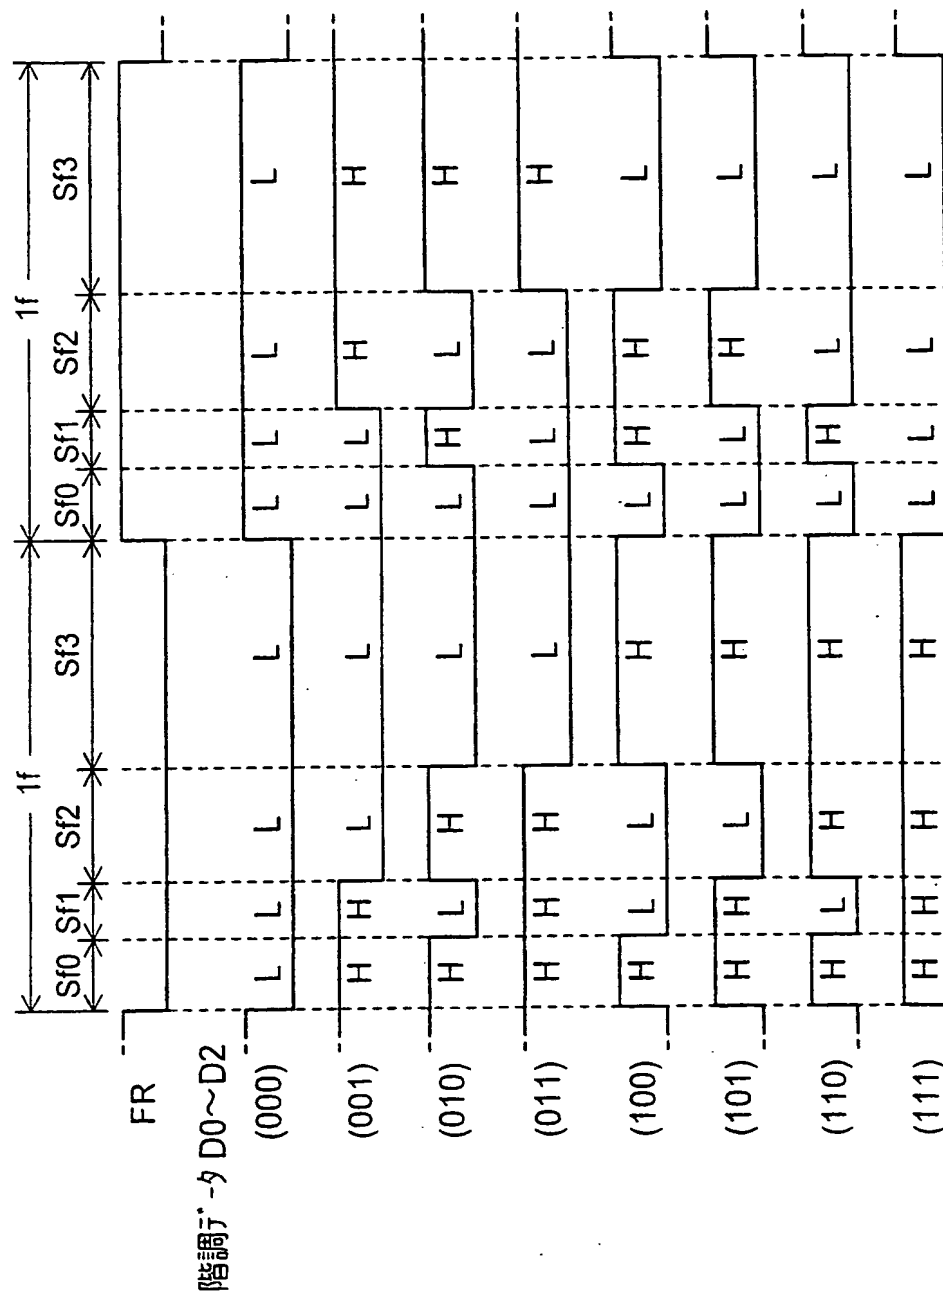 1f 1f
Sf0 Sf1 Sf2 Sf3 Sf0 Sf1 Sf2 Sf3
FR
階調データ D0〜D2
(000) L L L L L L L L
(001) H H L L L L H H
(010) H L H L L H L H
(011) H H H L L L L H
(100) H L L H L H H L
(101) H H L H L L H L
(110) H L H H L H L L
(111) H H H H L L L L